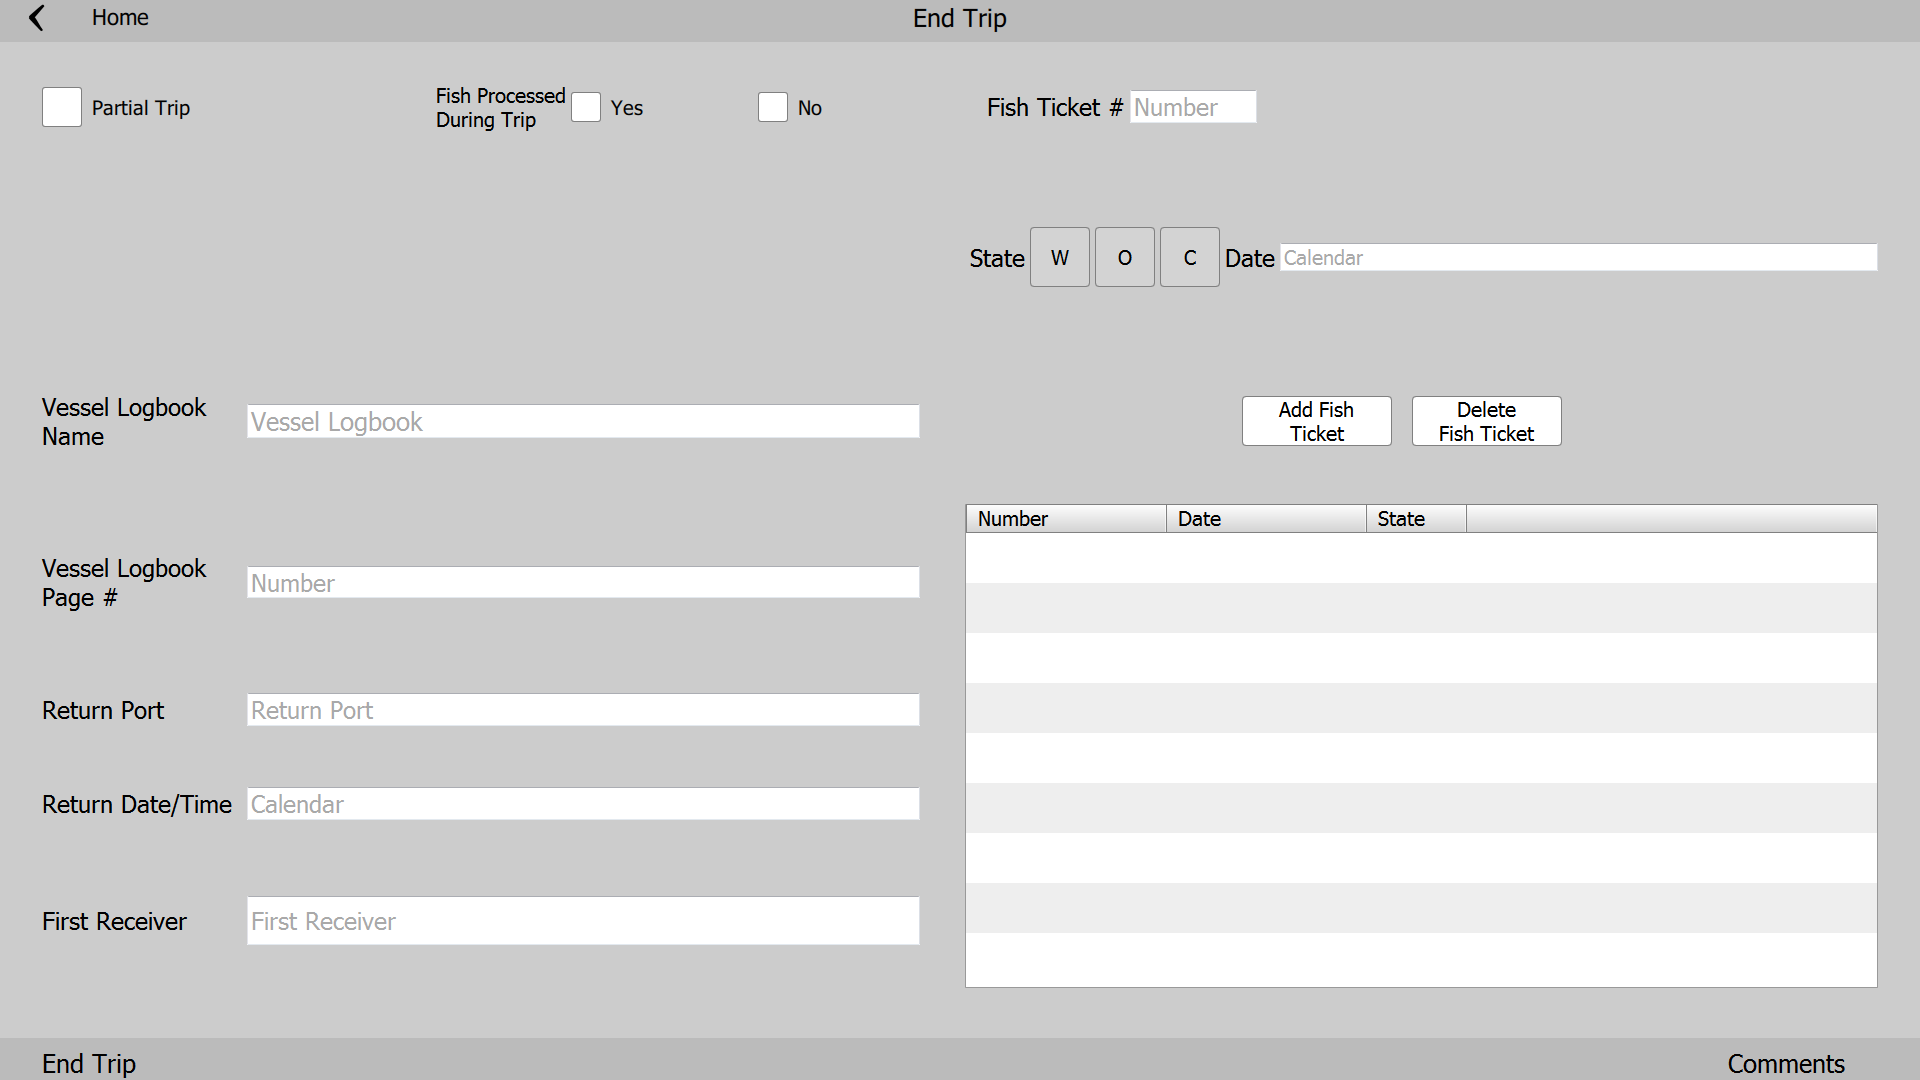 Home
End Trip
Partial Trip
Fish Processed
During Trip
Yes
No
Fish Ticket # Number
State W O C Date Calendar
Vessel Logbook
Name
Vessel Logbook
Add Fish
Ticket
Delete
Fish Ticket
Vessel Logbook
Page #
Number
Return Port Return Port
Return Date/Time Calendar
First Receiver First Receiver
Number Date State
End Trip
Comments